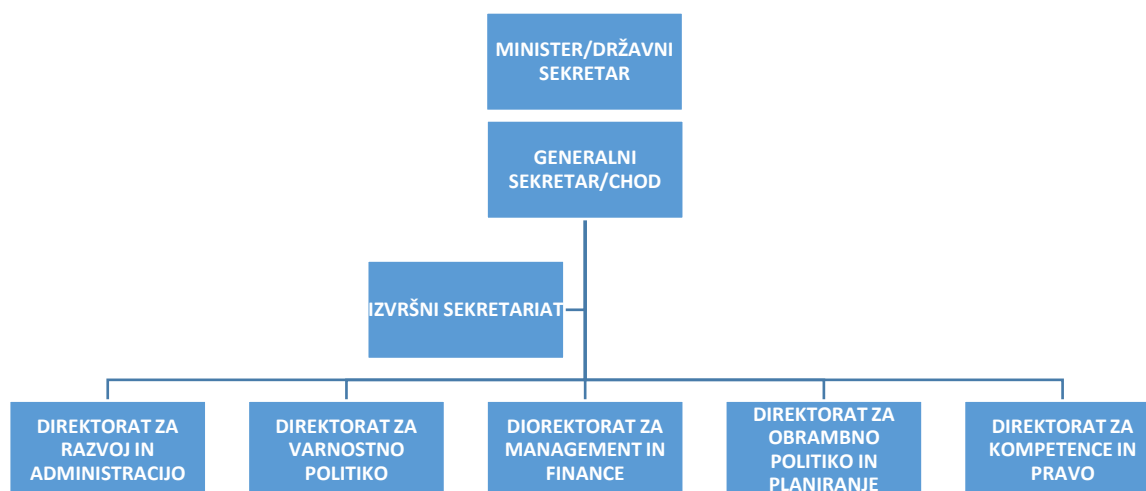 MINISTER/DRŽAVNI
SEKRETAR
GENERALNI
SEKRETAR/CHOD
IZVRŠNI SEKRETARIAT
DIREKTORAT ZA
RAZVOJ IN
ADMINISTRACIJO
DIREKTORAT ZA
VARNOSTNO
POLITIKO
DIOREKTORAT ZA
MANAGEMENT IN
FINANCE
DIREKTORAT ZA
OBRAMBNO
POLITIKO IN
PLANIRANJE
DIREKTORAT ZA
KOMPETENCE IN
PRAVO